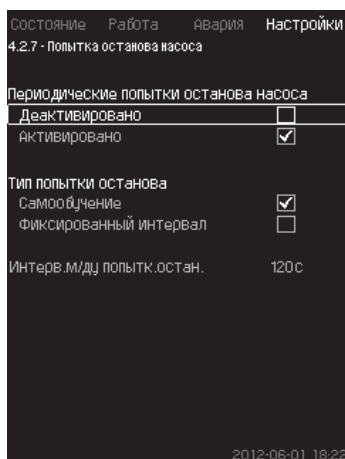 Состояние Работа Авария Настройки
4.2.7 - Попытка останова насоса
Периодические попытки останова насоса
Деактивировано
Активировано
Тип попытки останова
Самообучение
Фиксированный интервал
Интерв.м/ду попытк.остан. 120с
2012-06-01 18:22